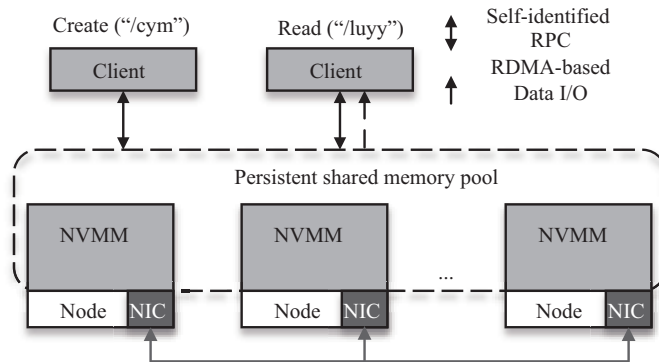 Create (“/cym”)
Read (“/luyy”)
Self-identified
RPC
Client
Client
RDMA-based
Data I/O
Persistent shared memory pool
NVMM
NVMM
NVMM
...
Node
NIC
Node
NIC
Node
NIC